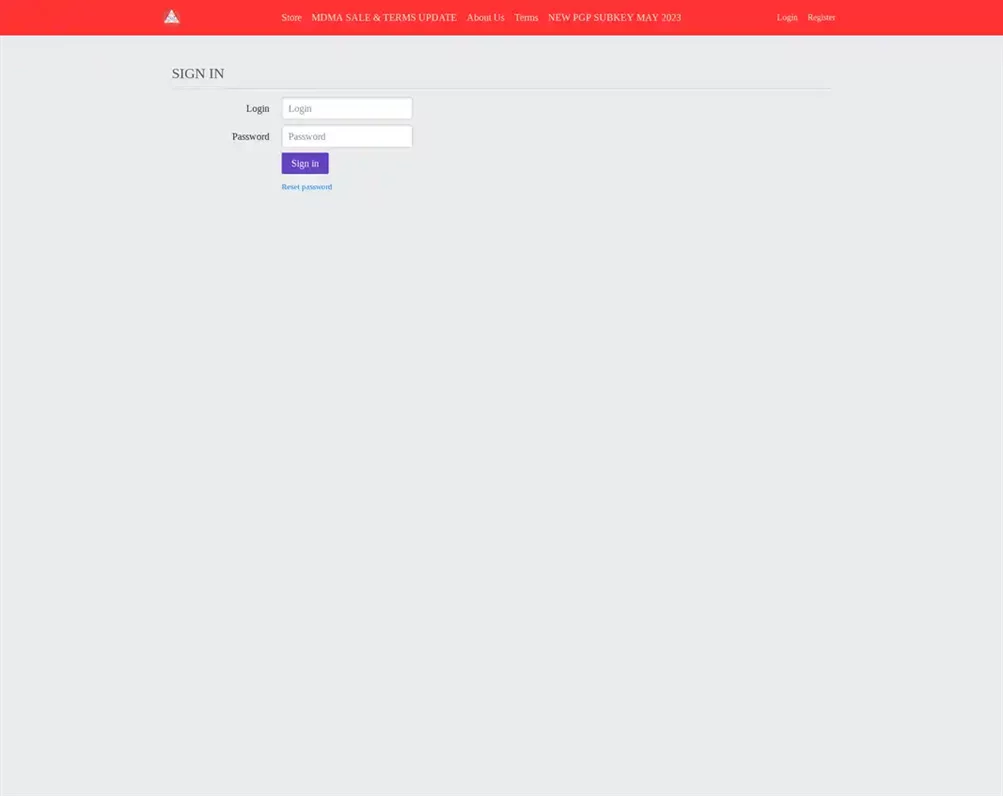 Store MDMA SALE & TERMS UPDATE About Us Terms NEW PGP SUBKEY MAY 2023 Login Register
SIGN IN
Login Login
Password Password
Sign in
Reset password